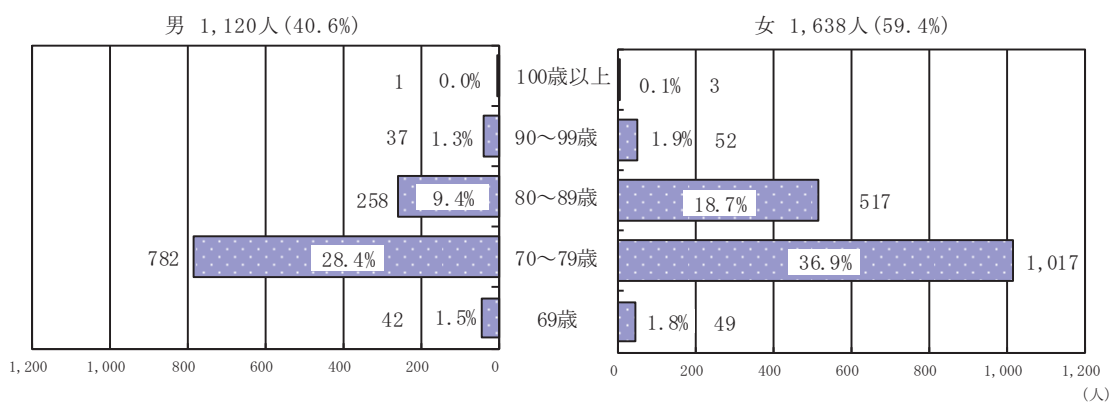 男 1,120人(40.6%)
女 1,638人(59.4%)
1 0.0% 100歳以上 0.1% 3
37 1.3% 90～99歳 1.9% 52
258 9.4% 80～89歳 18.7% 517
782 28.4% 70～79歳 36.9% 1,017
42 1.5% 69歳 1.8% 49
1,200 1,000 800 600 400 200 0 0 200 400 600 800 1,000 1,200
(人)